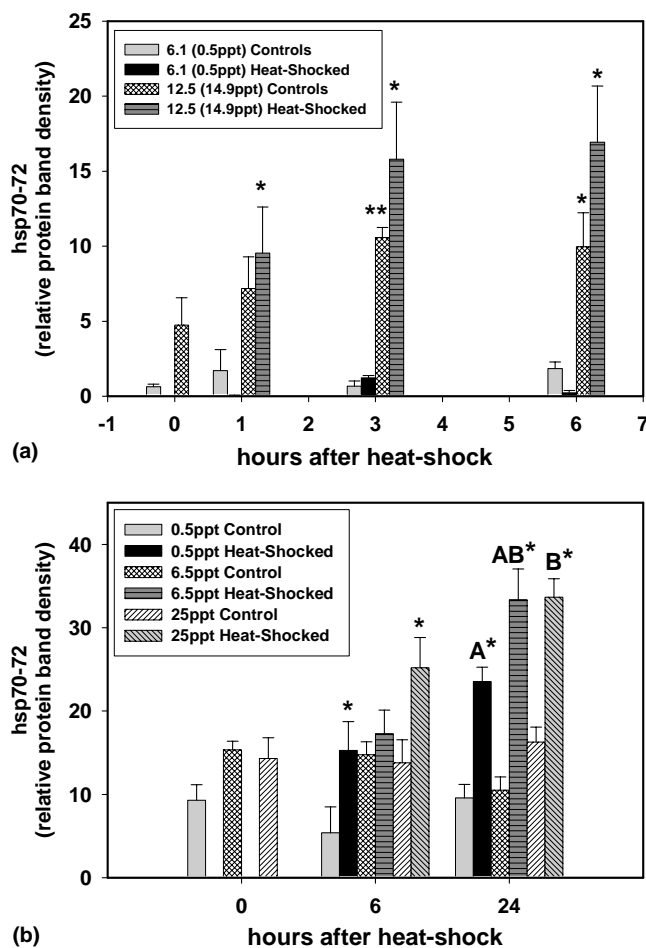 25
6.1 (0.5ppt) Controls
6.1 (0.5ppt) Heat-Shocked
12.5 (14.9ppt) Controls
12.5 (14.9ppt) Heat-Shocked
20
15
10
5
0
hsp70-72
(relative protein band density)
*
**
*
*
*
-1 0 1 2 3 4 5 6 7
(a)
hours after heat-shock
0.5ppt Control
0.5ppt Heat-Shocked
6.5ppt Control
6.5ppt Heat-Shocked
25ppt Control
25ppt Heat-Shocked
40
30
20
10
0
hsp70-72
(relative protein band density)
*
*
A*
AB*
B*
0 6 24
(b)
hours after heat-shock